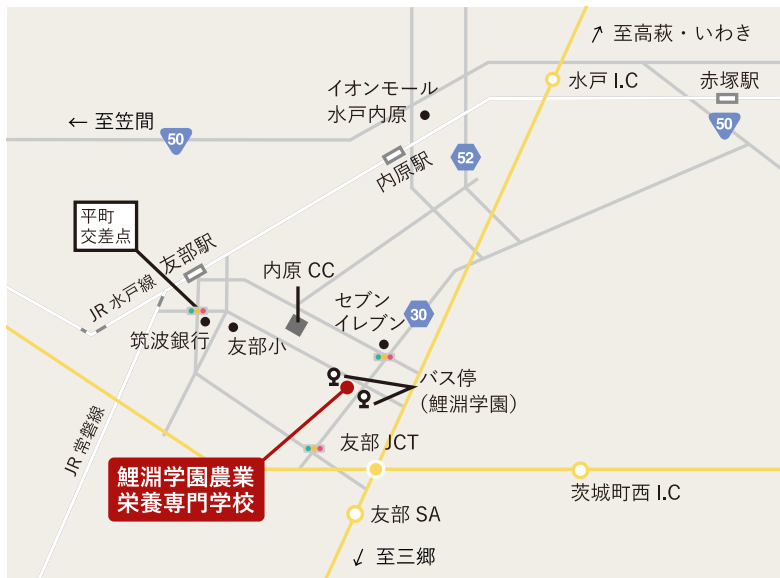 ↗ 至高萩・いわき
水戸 I.C
赤塚駅
イオンモール
水戸内原
← 至笠間
50
50
内原駅
52
平町
交差点
友部駅
内原 CC
JR 水戸線
セブン
イレブン
30
筑波銀行
友部小
バス停
(鯉淵学園)
JR 常磐線
友部 JCT
鯉淵学園農業
栄養専門学校
茨城町西 I.C
友部 SA
↙ 至三郷